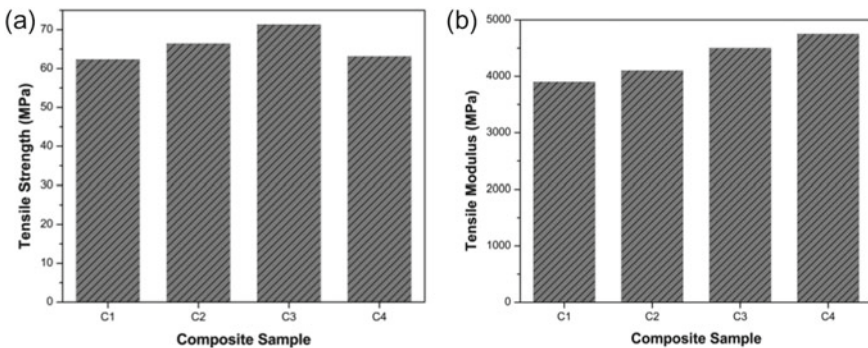 (a)
Tensile Strength (MPa)
70
60
50
40
30
20
10
0
C1 C2 C3 C4
Composite Sample
(b)
Tensile Modulus (MPa)
5000
4000
3000
2000
1000
0
C1 C2 C3 C4
Composite Sample